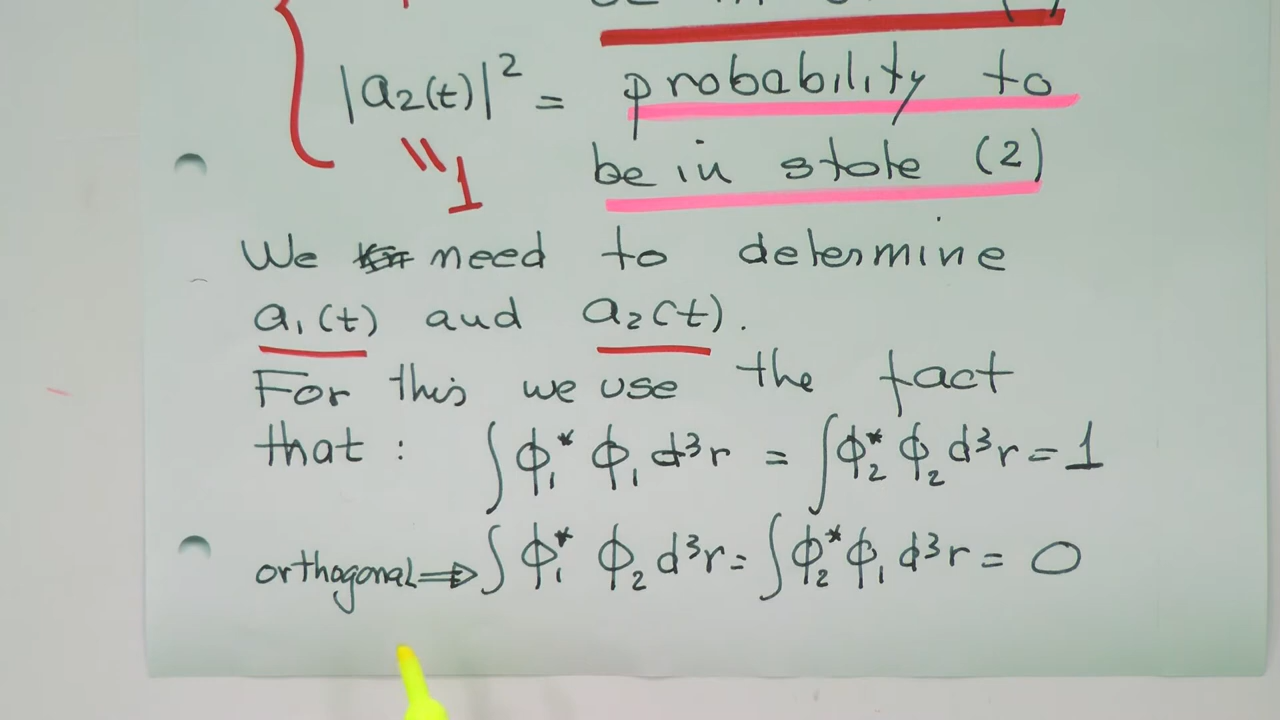 |a₂(t)|² = probability to
"1 be in state (2)
We need to determine
a₁(t) and a₂(t).
For this we use the fact
that : ∫ϕ₁* ϕ₁ d³r = ∫ϕ₂* ϕ₂ d³r = 1
orthogonal ⇒ ∫ϕ₁* ϕ₂ d³r = ∫ϕ₂* ϕ₁ d³r = 0